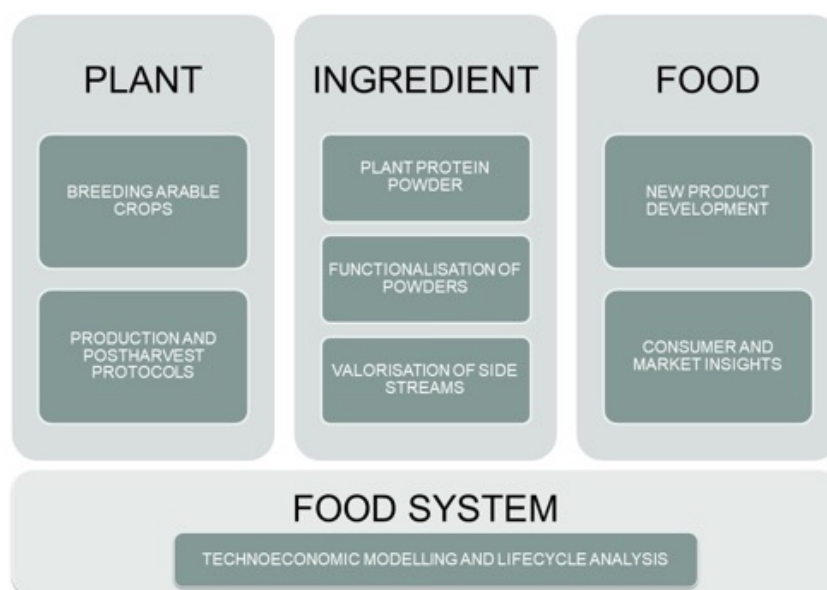 PLANT
BREEDING ARABLE
CROPS
PRODUCTION AND
POSTHARVEST
PROTOCOLS
INGREDIENT
PLANT PROTEIN
POWDER
FUNCTIONALISATION OF
POWDERS
VALORISATION OF SIDE
STREAMS
FOOD
NEW PRODUCT
DEVELOPMENT
CONSUMER AND
MARKET INSIGHTS
FOOD SYSTEM
TECHNOECONOMIC MODELLING AND LIFECYCLE ANALYSIS